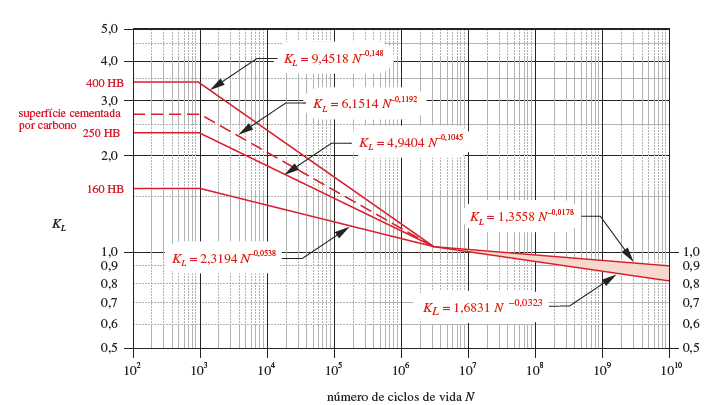 5,0
4,0
3,0
2,0
1,0
0,9
0,8
0,7
0,6
0,5
K_L
400 HB
superfície cementada
por carbono
250 HB
160 HB
K_L = 9,4518 N^-0,148
K_L = 6,1514 N^-0,1192
K_L = 4,9404 N^-0,1045
K_L = 2,3194 N^-0,0538
K_L = 1,3558 N^-0,0178
K_L = 1,6831 N^-0,0323
1,0
0,9
0,8
0,7
0,6
0,5
10^2 10^3 10^4 10^5 10^6 10^7 10^8 10^9 10^10
número de ciclos de vida N